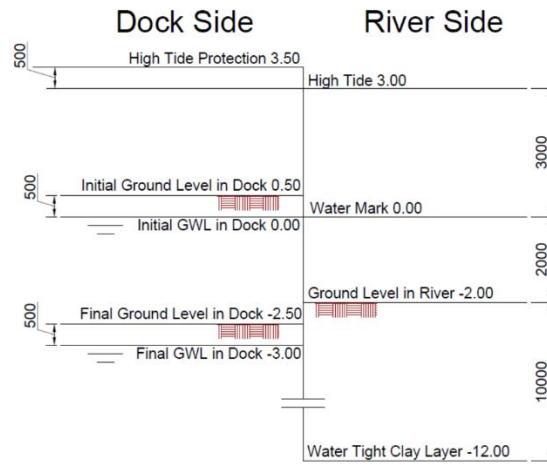 Dock Side
River Side
500
High Tide Protection 3.50
High Tide 3.00
3000
500
Initial Ground Level in Dock 0.50
Water Mark 0.00
Initial GWL in Dock 0.00
2000
Ground Level in River -2.00
500
Final Ground Level in Dock -2.50
Final GWL in Dock -3.00
10000
Water Tight Clay Layer -12.00